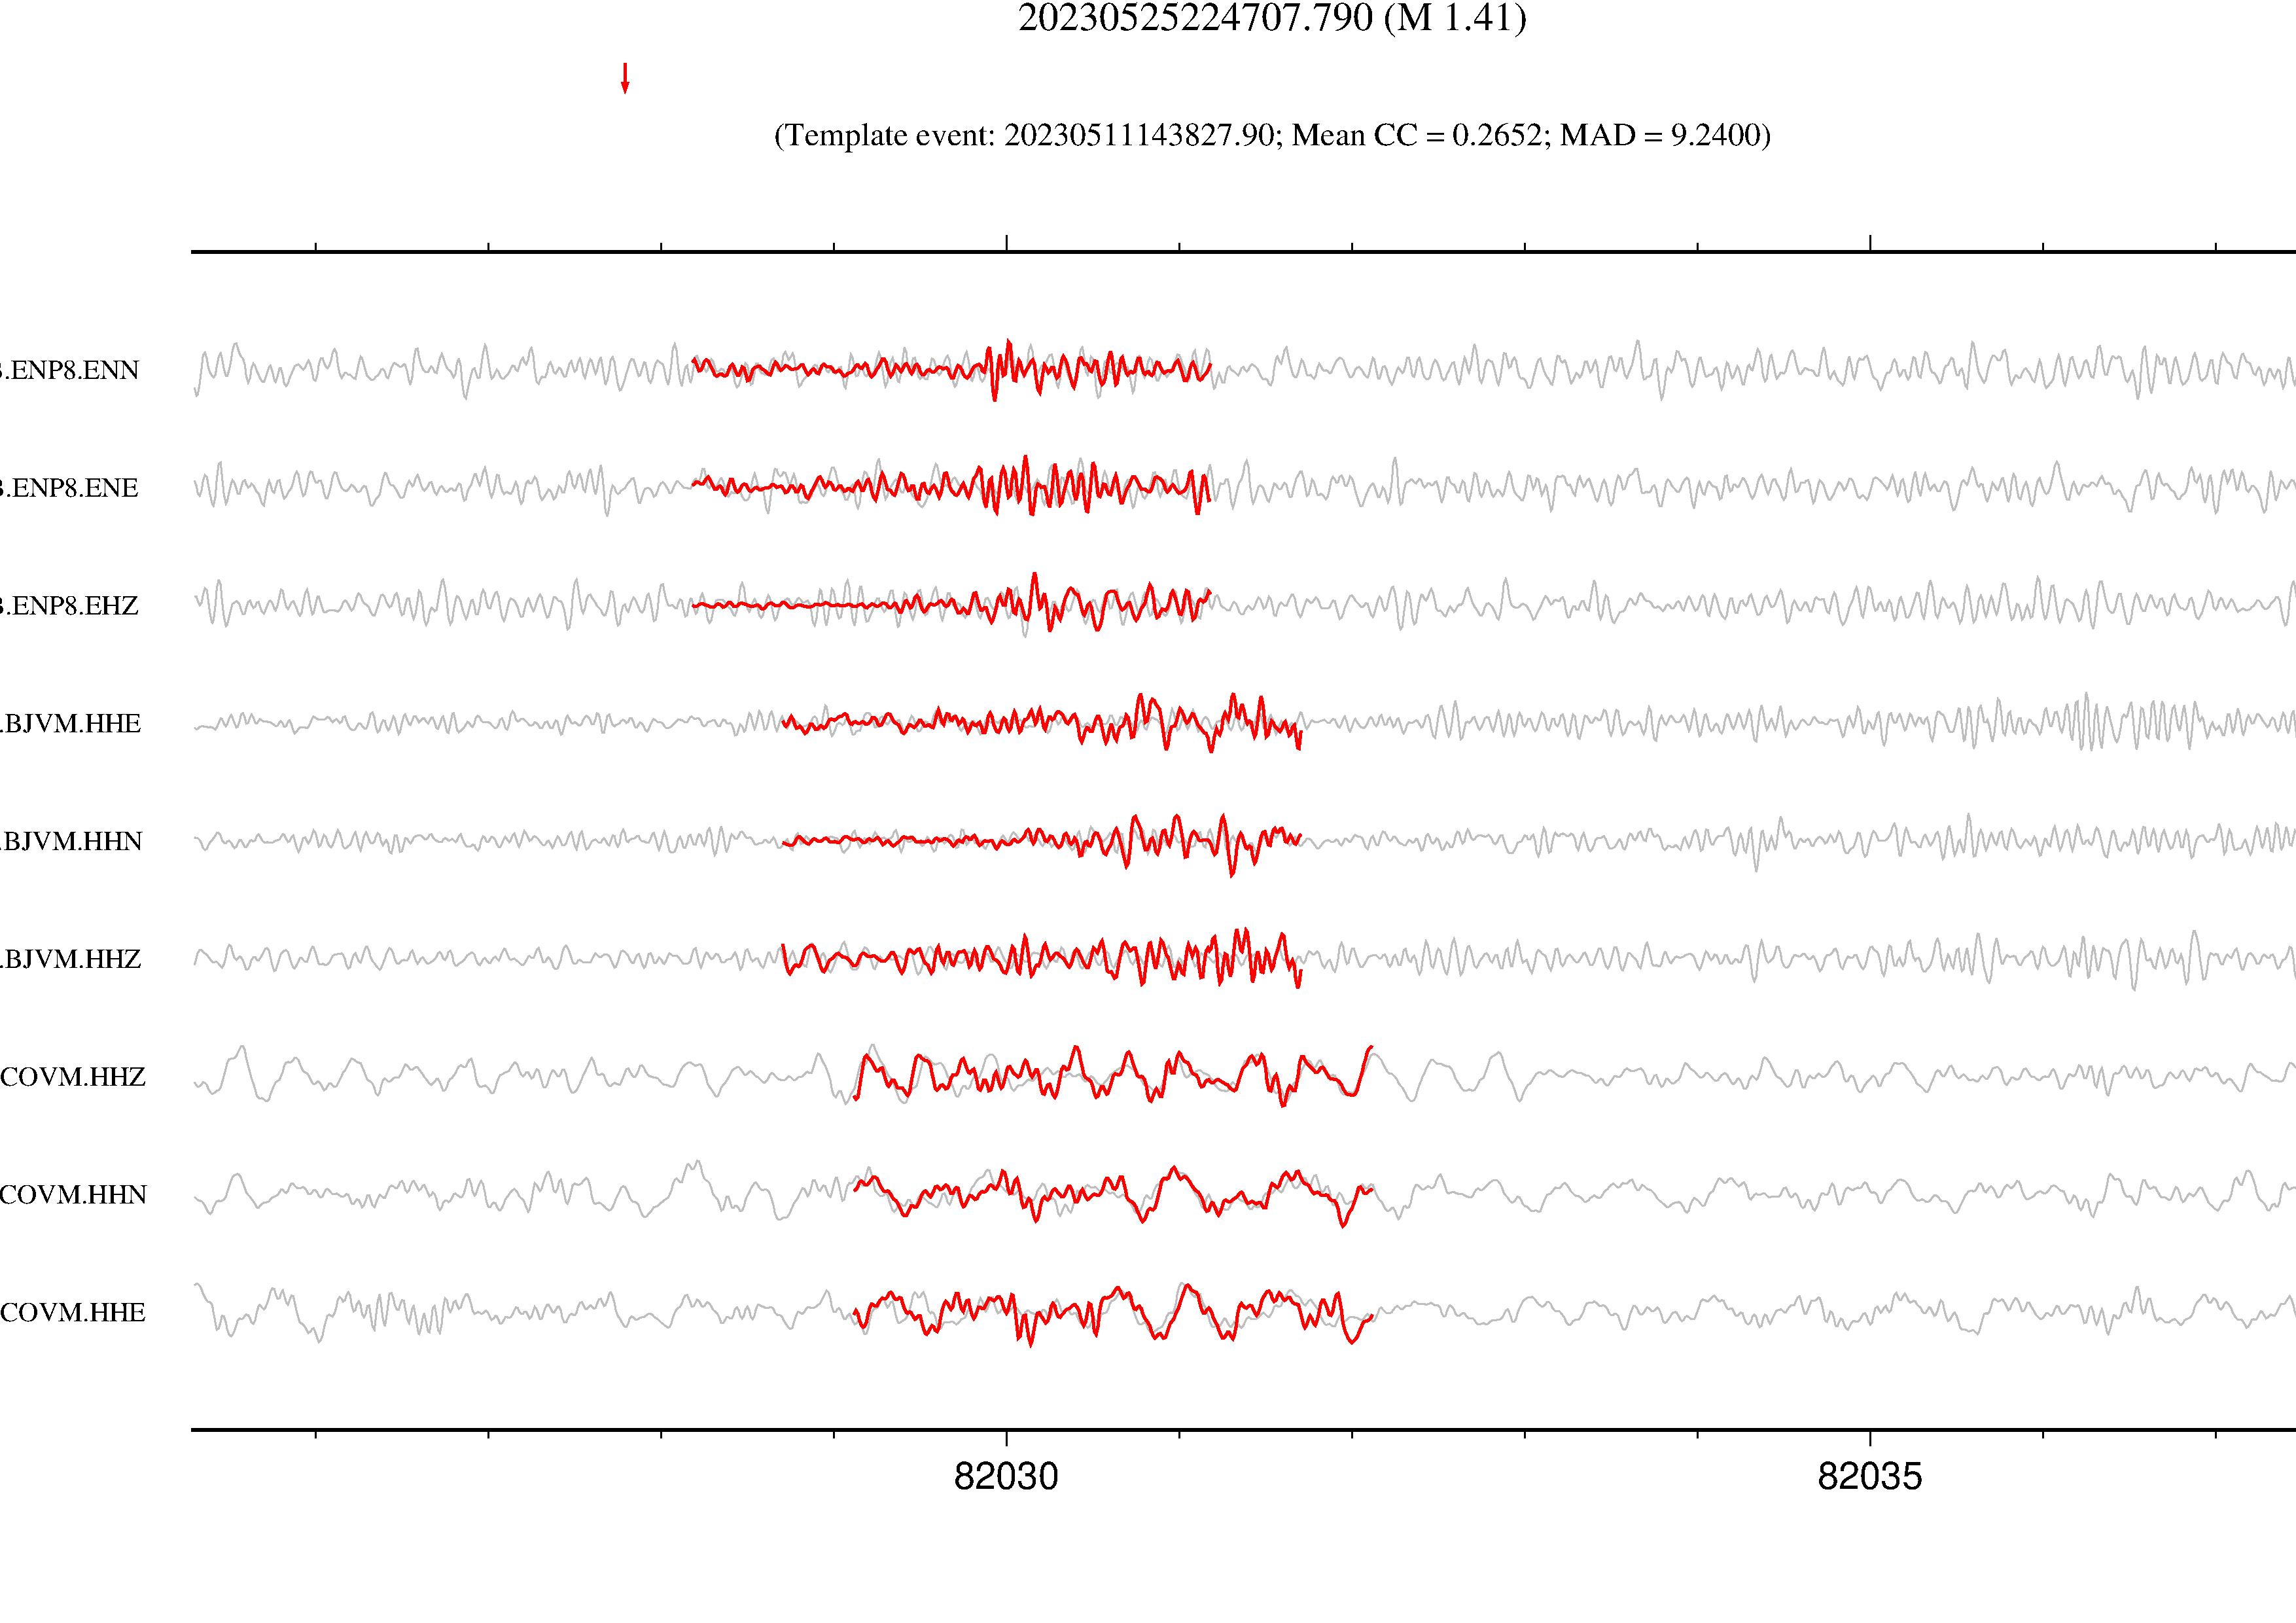 20230525224707.790 (M 1.41)
(Template event: 20230511143827.90; Mean CC = 0.2652; MAD = 9.2400)
.ENP8.ENN
.ENP8.ENE
.ENP8.EHZ
.BJVM.HHE
.BJVM.HHN
.BJVM.HHZ
COVM.HHZ
COVM.HHN
COVM.HHE
82030 82035